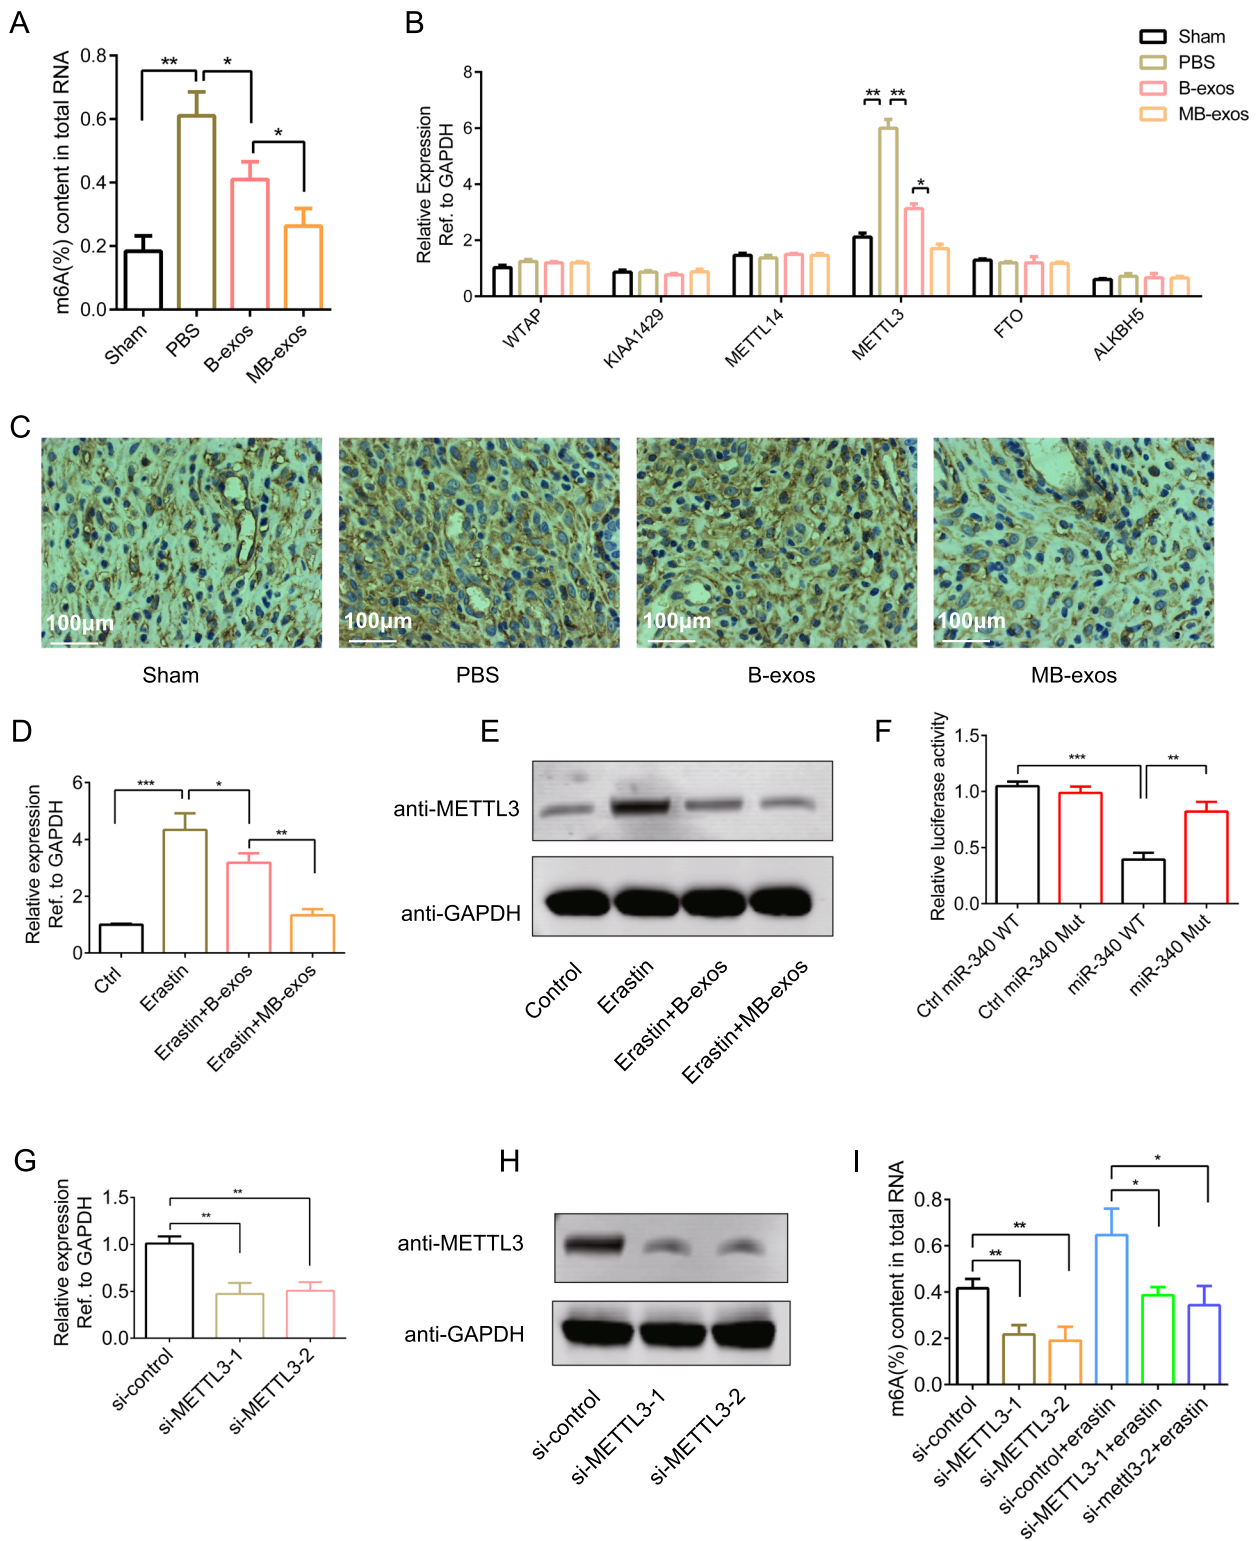 A
m6A(%) content in total RNA
0.8
0.6
0.4
0.2
0.0
**
*
*
Sham
PBS
B-exos
MB-exos
B
Relative Expression
Ref. to GAPDH
8
6
4
2
0
** **
*
WTAP
KIAA1429
METTL14
METTL3
FTO
ALKBH5
Sham
PBS
B-exos
MB-exos
C
100μm
100μm
100μm
100μm
Sham
PBS
B-exos
MB-exos
D
Relative expression
Ref. to GAPDH
6
4
2
0
***
*
**
Ctrl
Erastin
Erastin+B-exos
Erastin+MB-exos
E
anti-METTL3
anti-GAPDH
Control
Erastin
Erastin+B-exos
Erastin+MB-exos
F
Relative luciferase activity
1.5
1.0
0.5
0.0
***
**
Ctrl miR-340 WT
Ctrl miR-340 Mut
miR-340 WT
miR-340 Mut
G
Relative expression
Ref. to GAPDH
1.5
1.0
0.5
0.0
**
**
si-control
si-METTL3-1
si-METTL3-2
H
anti-METTL3
anti-GAPDH
si-control
si-METTL3-1
si-METTL3-2
I
m6A(%) content in total RNA
0.8
0.6
0.4
0.2
0.0
*
*
**
**
si-control
si-METTL3-1
si-METTL3-2
si-control+erastin
si-METTL3-1+erastin
si-mettl3-2+erastin